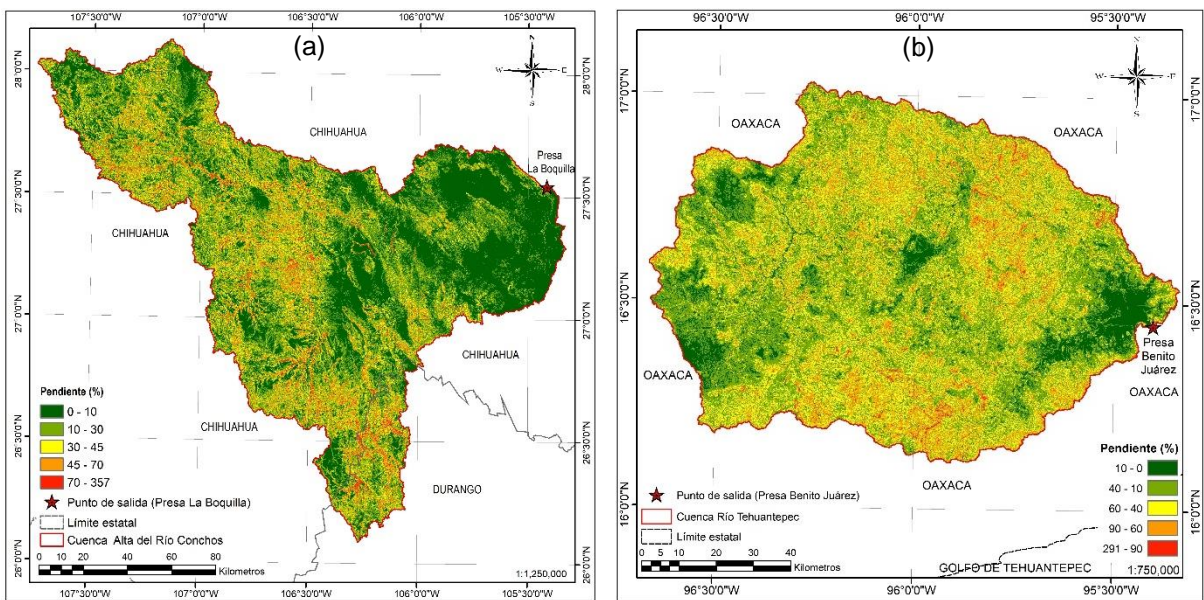 107°30'0"W 107°0'0"W 106°30'0"W 106°0'0"W 105°30'0"W
(a)
N
W E
S
28°0'0"N 28°0'0"N
CHIHUAHUA
Presa
La Boquilla
27°30'0"N 27°30'0"N
CHIHUAHUA
27°0'0"N 27°0'0"N
CHIHUAHUA
Pendiente (%)
0 - 10
10 - 30
30 - 45
45 - 70
70 - 357
CHIHUAHUA
26°30'0"N 26°30'0"N
DURANGO
Punto de salida (Presa La Boquilla)
Límite estatal
Cuenca Alta del Río Conchos
0 10 20 40 60 80
Kilometros
26°0'0"N 26°0'0"N
1:1,250,000
107°30'0"W 107°0'0"W 106°30'0"W 106°0'0"W 105°30'0"W
96°30'0"W 96°0'0"W 95°30'0"W
(b)
N
W E
S
17°0'0"N 17°0'0"N
OAXACA OAXACA
16°30'0"N 16°30'0"N
Presa
Benito
Juárez
OAXACA OAXACA
Pendiente (%)
10 - 0
40 - 10
60 - 40
90 - 60
291 - 90
OAXACA
Punto de salida (Presa Benito Juárez)
Cuenca Río Tehuantepec
Límite estatal
16°0'0"N 16°0'0"N
0 5 10 20 30 40
Kilometros
GOLFO DE TEHUANTEPEC
1:750,000
96°30'0"W 96°0'0"W 95°30'0"W